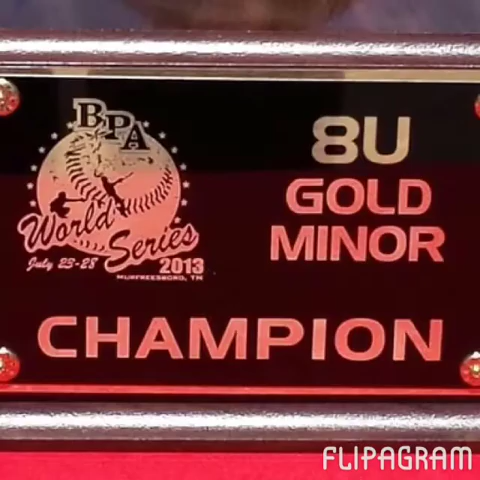 BPA
World
Series
July 23-28
2013
MURFREESBORO, TN
8U
GOLD
MINOR
CHAMPION
FLIPAGRAM